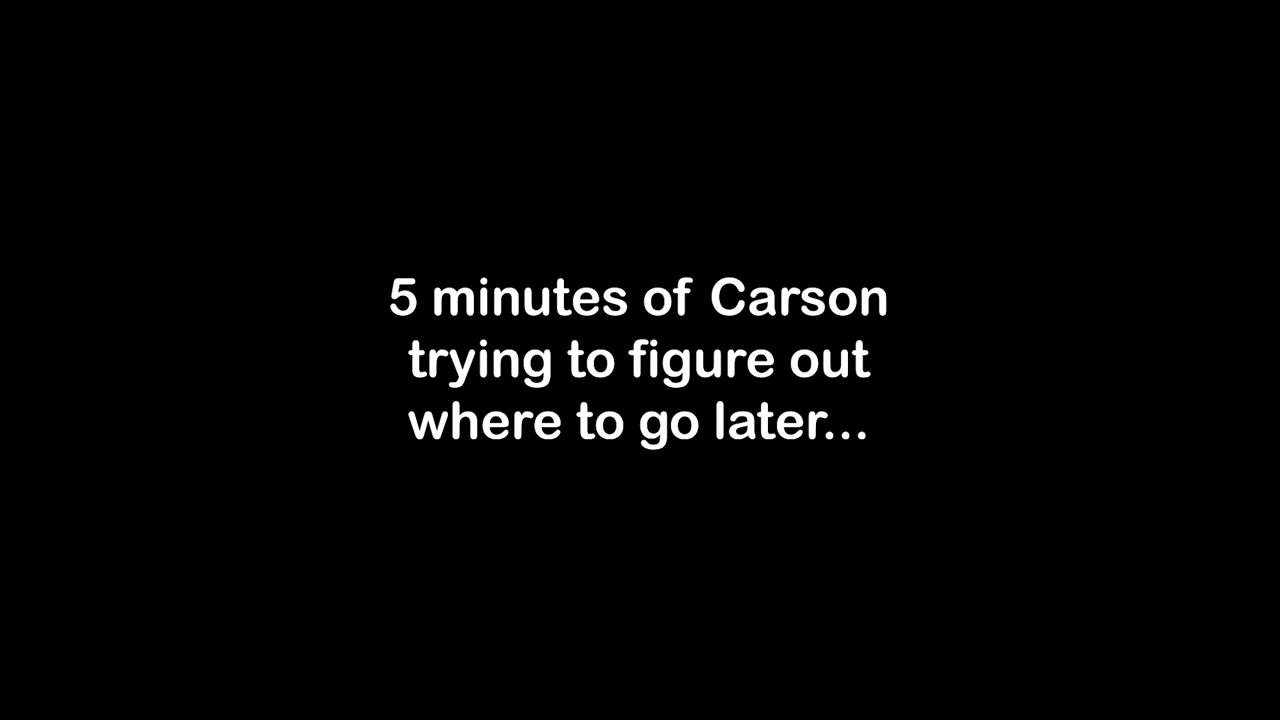 5 minutes of Carson
trying to figure out
where to go later...